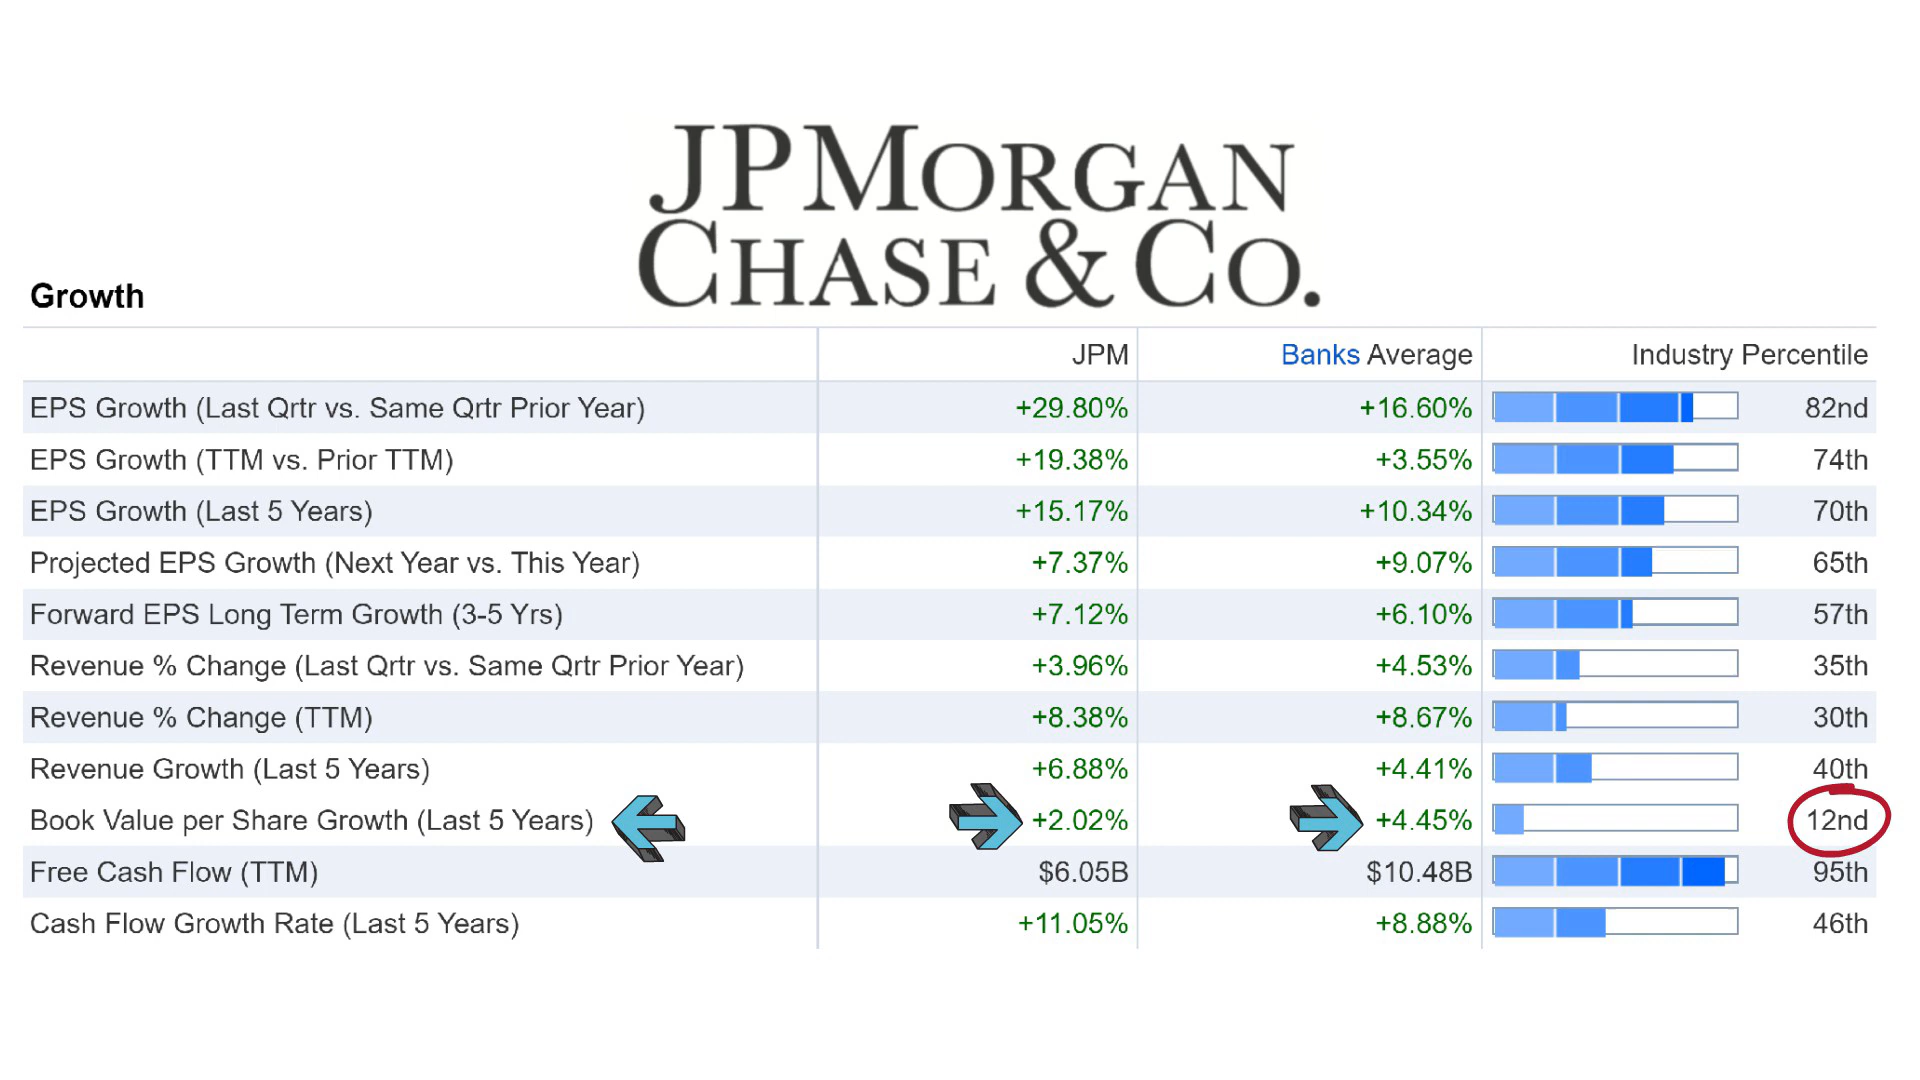 JPMORGAN
CHASE & CO.
Growth
JPM Banks Average Industry Percentile
EPS Growth (Last Qrtr vs. Same Qrtr Prior Year) +29.80% +16.60% 82nd
EPS Growth (TTM vs. Prior TTM) +19.38% +3.55% 74th
EPS Growth (Last 5 Years) +15.17% +10.34% 70th
Projected EPS Growth (Next Year vs. This Year) +7.37% +9.07% 65th
Forward EPS Long Term Growth (3-5 Yrs) +7.12% +6.10% 57th
Revenue % Change (Last Qrtr vs. Same Qrtr Prior Year) +3.96% +4.53% 35th
Revenue % Change (TTM) +8.38% +8.67% 30th
Revenue Growth (Last 5 Years) +6.88% +4.41% 40th
Book Value per Share Growth (Last 5 Years) +2.02% +4.45% 12nd
Free Cash Flow (TTM) $6.05B $10.48B 95th
Cash Flow Growth Rate (Last 5 Years) +11.05% +8.88% 46th